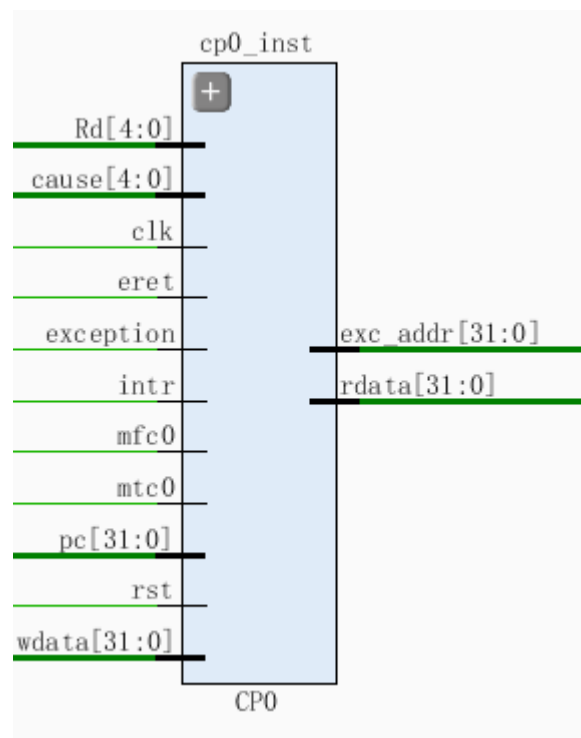 cp0_inst
+
Rd[4:0]
cause[4:0]
clk
eret
exception
intr
mfc0
mtc0
pc[31:0]
rst
wdata[31:0]
exc_addr[31:0]
rdata[31:0]
CP0